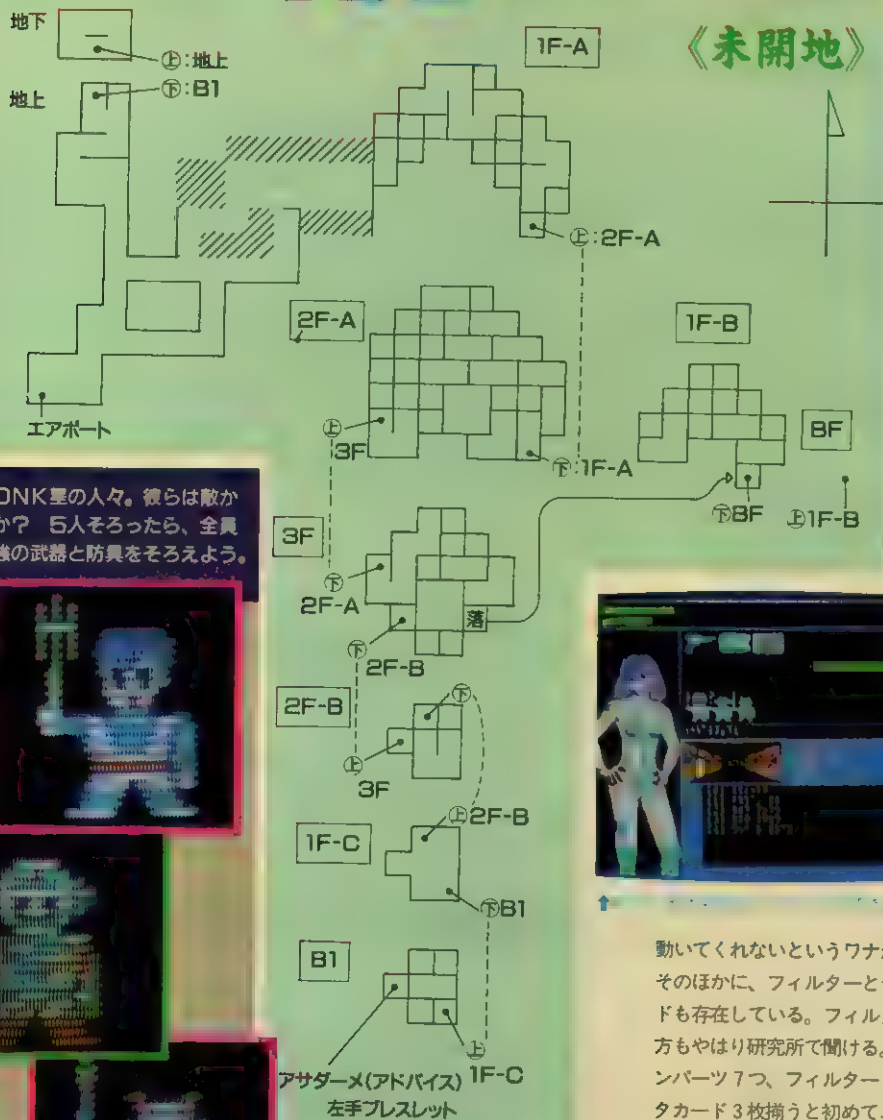 地下
上:地上
地上
下:B1
エアポート
1F-A
《未開地》
上:2F-A
2F-A
上
3F
下:1F-A
1F-B
BF
下BF
上1F-B
3F
下
2F-A
落
下
2F-B
2F-B
下
上
3F
1F-C
上2F-B
下B1
B1
上
1F-C
アサダーメ(アドバイス)
左手ブレスレット
ONK星の人々。彼らは敵か
か? 5人そろったら、全員
強の武器と防具をそろえよう。
動いてくれないというワナ
そのほかに、フィルターと
ドも存在している。フィル
方もやはり研究所で聞ける。
ンパーツ7つ、フィルター
タカード3枚揃うと初めて